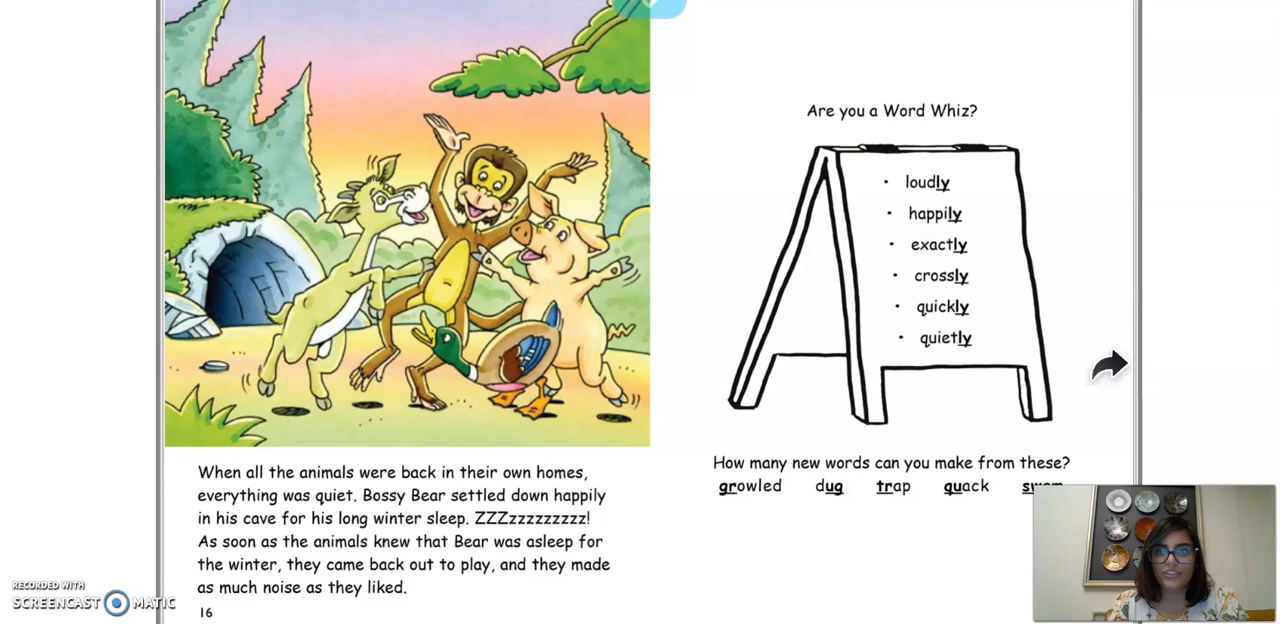 When all the animals were back in their own homes,
everything was quiet. Bossy Bear settled down happily
in his cave for his long winter sleep. ZZZzzzzzzzzzz!
As soon as the animals knew that Bear was asleep for
the winter, they came back out to play, and they made
as much noise as they liked.
16
Are you a Word Whiz?
• loudly
• happily
• exactly
• crossly
• quickly
• quietly
How many new words can you make from these?
growled dug trap quack
RECORDED WITH
SCREENCAST MATIC